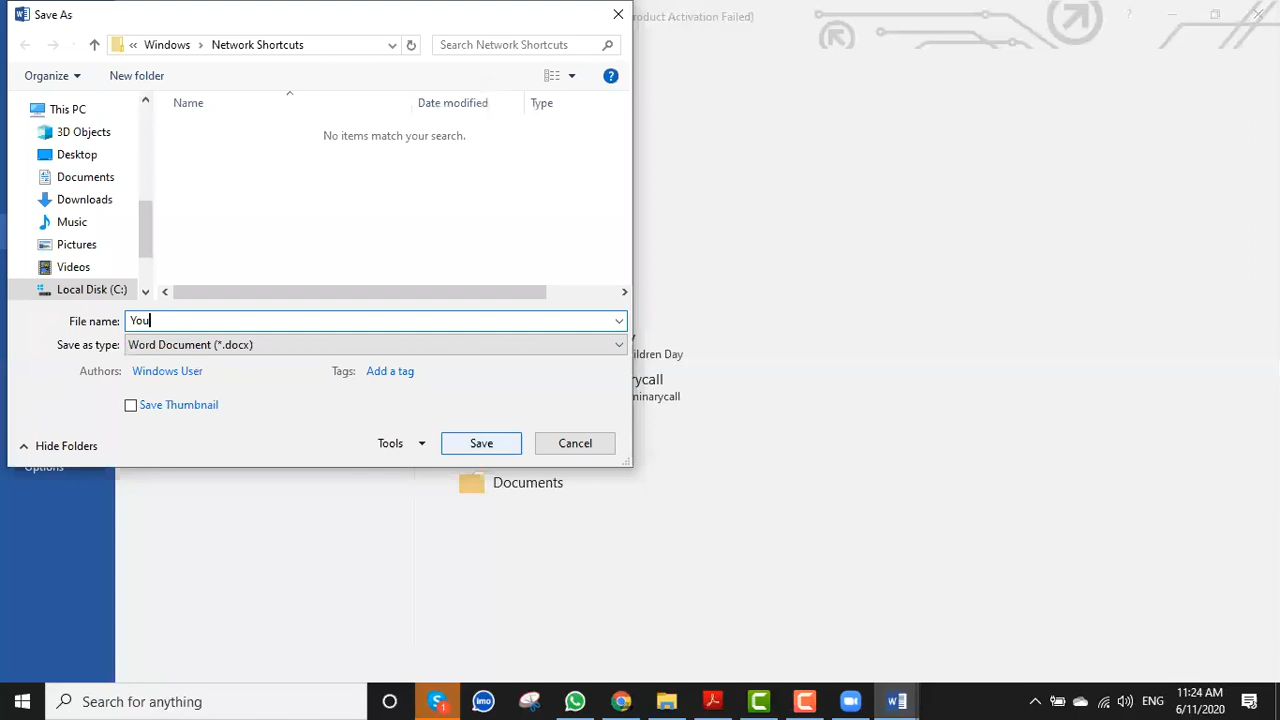 Save As
roduct Activation Failed)
?
« Windows > Network Shortcuts
Search Network Shortcuts
Organize
New folder
?
This PC
3D Objects
Desktop
Documents
Downloads
Music
Pictures
Videos
Local Disk (C:)
Name
Date modified
Type
No items match your search.
File name:
You
Save as type:
Word Document (*.docx)
Authors:
Windows User
Tags:
Add a tag
Save Thumbnail
Hide Folders
Tools
Save
Cancel
ildren Day
rycall
minarycall
Documents
Search for anything
S
1
imo
C
C
W
ENG
11:24 AM
6/11/2020